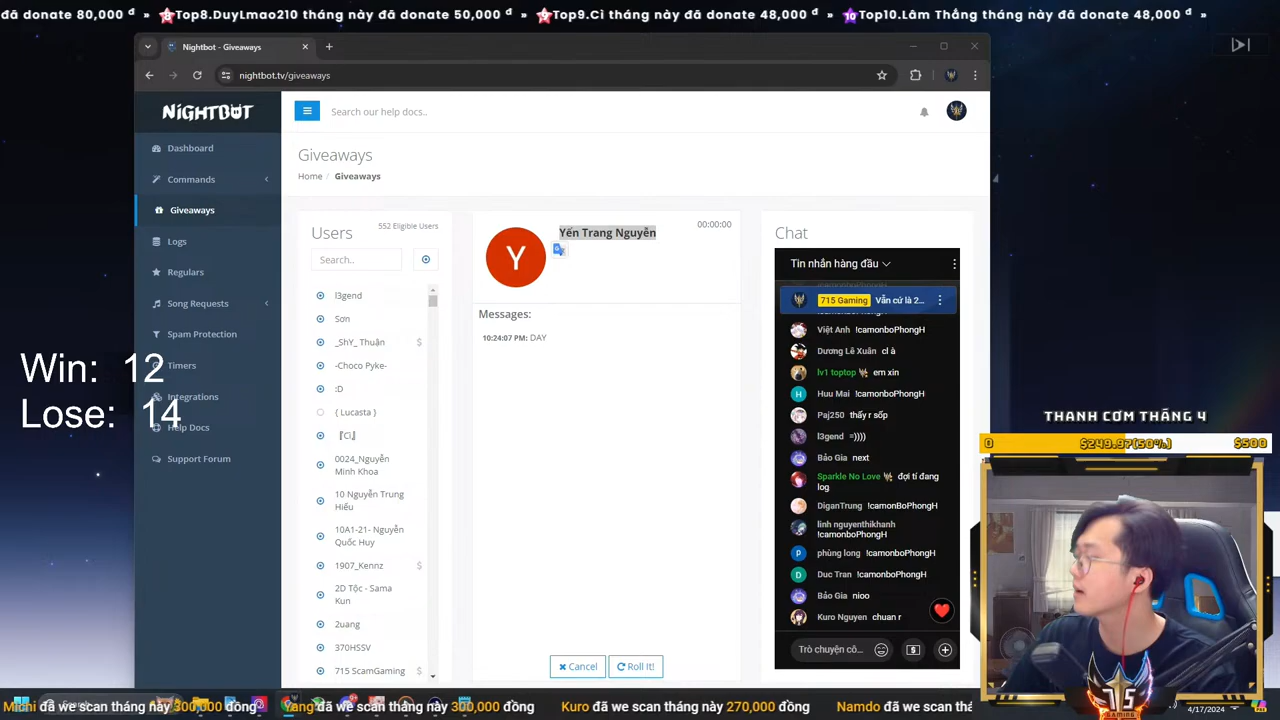 donate 80,000 ₫ » Top8.DuyLmao210 tháng này đã donate 50,000 ₫ » Top9.Cì tháng này đã donate 48,000 ₫ » Top10.Lâm Thắng tháng này đã donate 48,000 ₫ »
Nightbot - Giveaways
nightbot.tv/giveaways
NIGHTBOT
Search our help docs..
Dashboard
Commands
Giveaways
Logs
Regulars
Song Requests
Spam Protection
Timers
Integrations
Help Docs
Support Forum
Win: 12
Lose: 14
Giveaways
Home / Giveaways
Users
552 Eligible Users
Search..
l3gend
Sơn
_ShY_ Thuận $
-Choco Pyke-
:D
{ Lucasta }
『Cì』
0024_Nguyễn
Minh Khoa
10 Nguyễn Trung
Hiếu
10A1-21- Nguyễn
Quốc Huy
1907_Kennz $
2D Tộc - Sama
Kun
2uang
370HSSV
715 ScamGaming $
Y
Yến Trang Nguyễn
00:00:00
Messages:
10:24:07 PM: DAY
Cancel
Roll It!
Chat
Tin nhắn hàng đầu
715 Gaming Vẫn cứ là 2...
Việt Anh !camonboPhongH
Dương Lê Xuân cl à
lv1 toptop em xin
Huu Mai !camonboPhongH
Paj250 thấy r sốp
l3gend =))))
Bảo Gia next
Sparkle No Love đợi tí đang
log
DiganTrung !camonBoPhongH
linh nguyenthikhanh
!camonboPhongH
phùng long !camonboPhongH
Duc Tran !camonboPhongH
Bảo Gia nioo
Kuro Nguyen chuan r
Trò chuyện cô...
THANH CƠM THÁNG 4
0 $249.97(50%) $500
715
GAMING
Michi đã we scan tháng này 300,000 đồng
đã we scan tháng này 300,000 đồng
Kuro đã we scan tháng này 270,000 đồng
Namdo đã we scan thá
4/17/2024